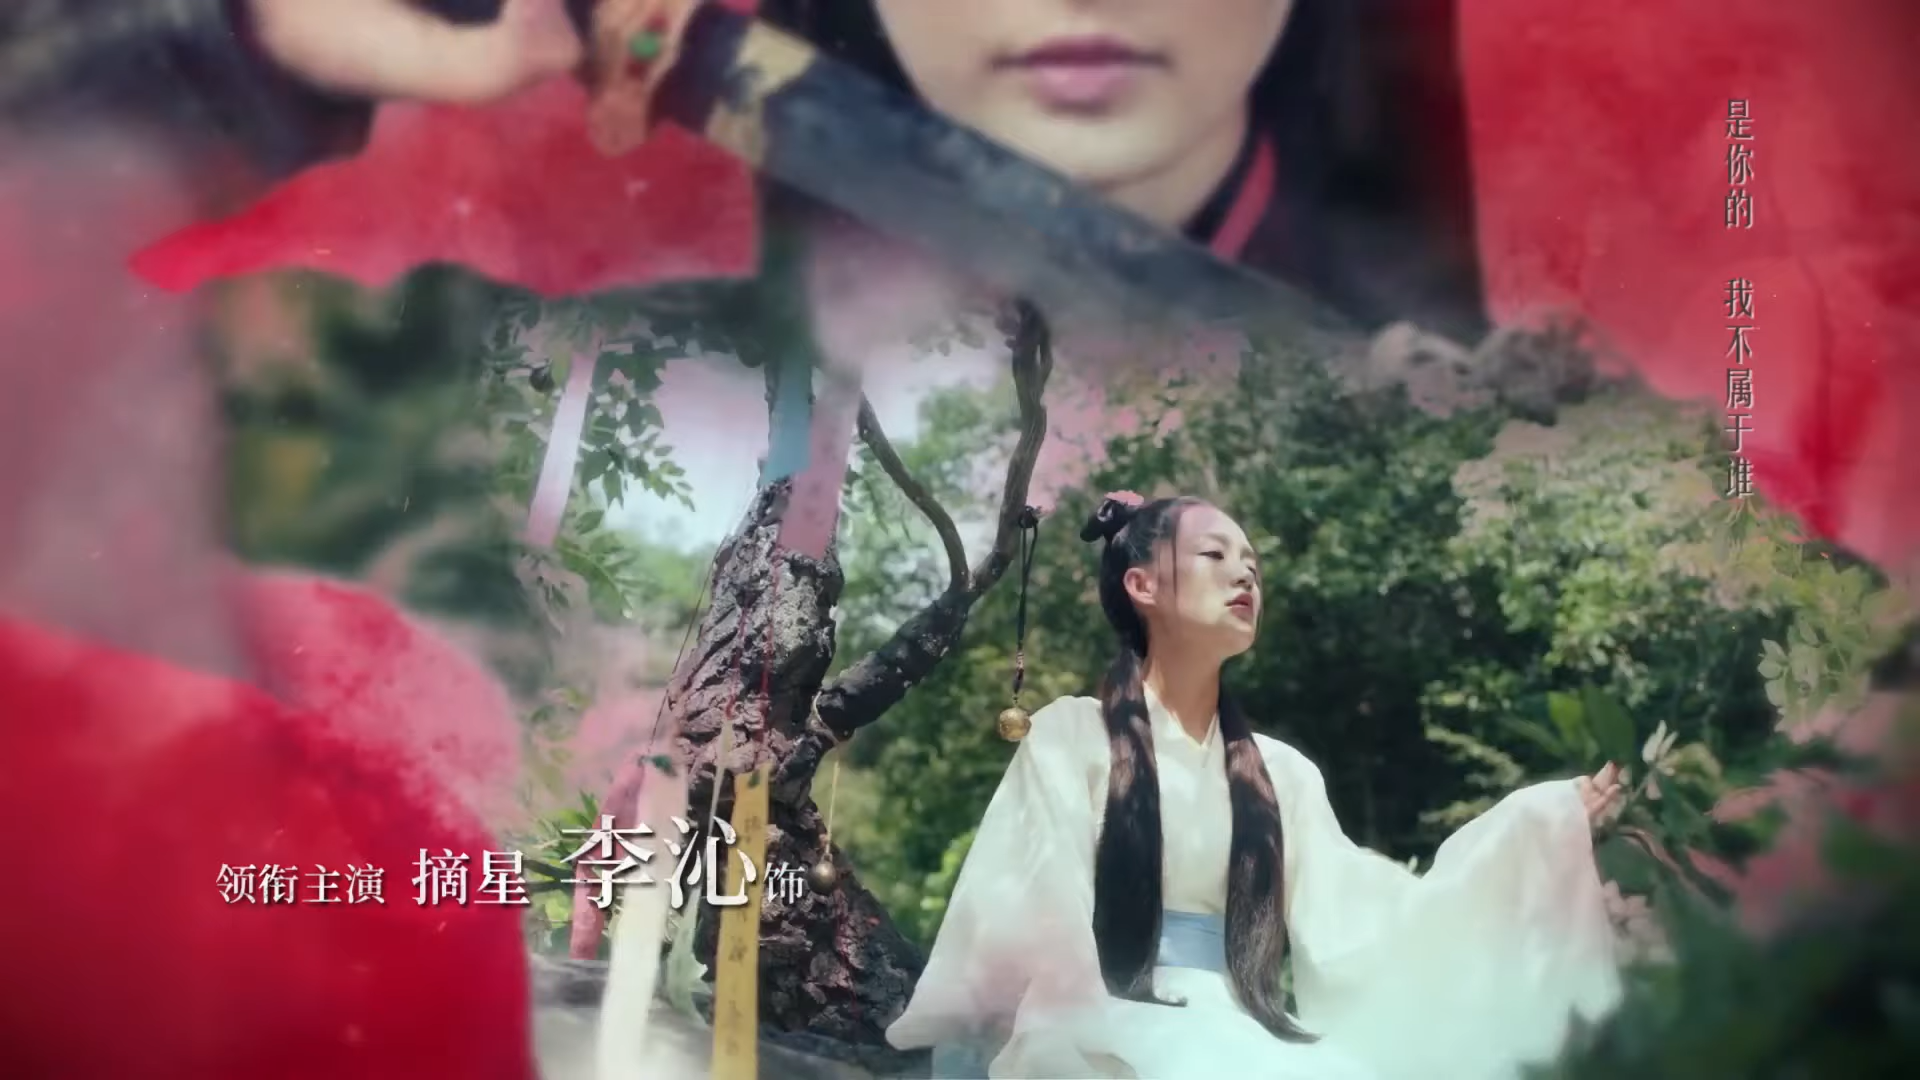 是你的 我不属于谁
领衔主演 摘星 李沁 饰